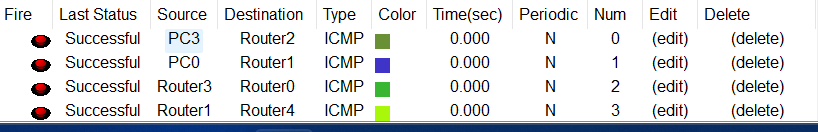 Fire Last Status Source Destination Type Color Time(sec) Periodic Num Edit Delete
Successful PC3 Router2 ICMP 0.000 N 0 (edit) (delete)
Successful PC0 Router1 ICMP 0.000 N 1 (edit) (delete)
Successful Router3 Router0 ICMP 0.000 N 2 (edit) (delete)
Successful Router1 Router4 ICMP 0.000 N 3 (edit) (delete)